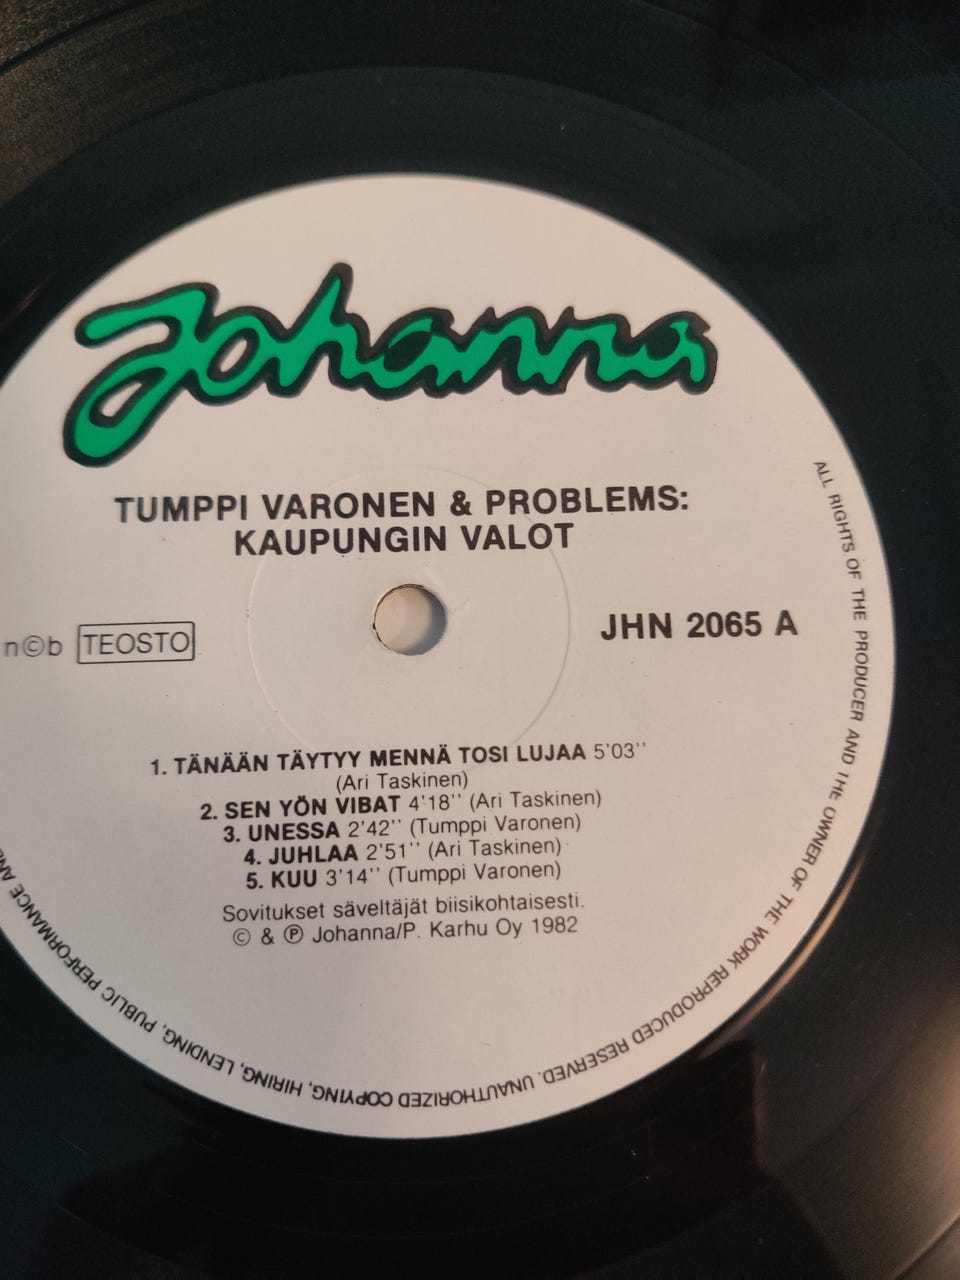 Johanna
TUMPPI VARONEN & PROBLEMS:
KAUPUNGIN VALOT
n©b TEOSTO
JHN 2065 A
1. TÄNÄÄN TÄYTYY MENNÄ TOSI LUJAA 5'03''
(Ari Taskinen)
2. SEN YÖN VIBAT 4'18'' (Ari Taskinen)
3. UNESSA 2'42'' (Tumppi Varonen)
4. JUHLAA 2'51'' (Ari Taskinen)
5. KUU 3'14'' (Tumppi Varonen)
Sovitukset säveltäjät biisikohtaisesti.
© & ℗ Johanna/P. Karhu Oy 1982
ALL RIGHTS OF THE PRODUCER AND THE OWNER OF THE WORK REPRODUCED RESERVED. UNAUTHORIZED COPYING, HIRING, LENDING, PUBLIC PERFORMANCE AND